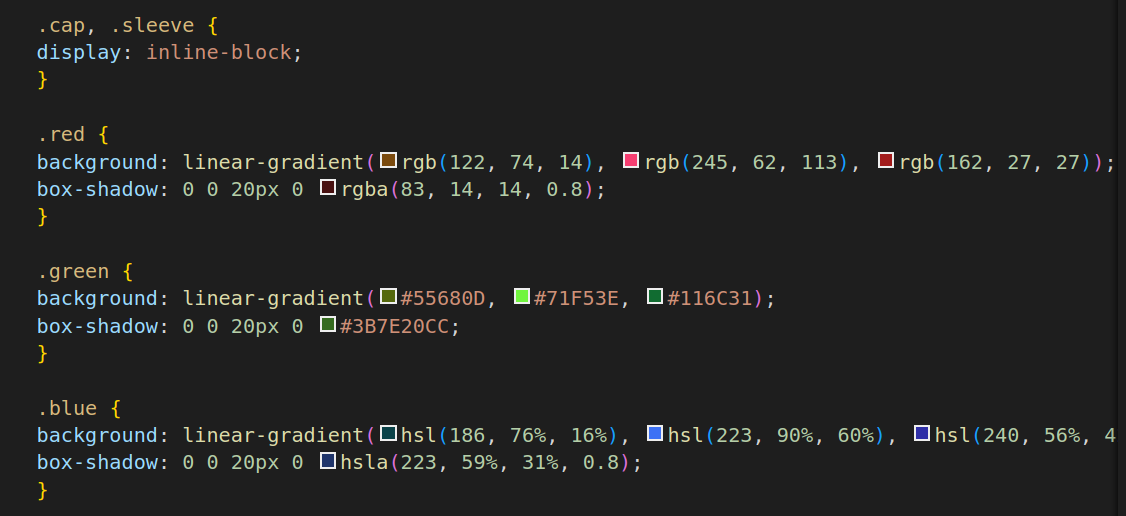 .cap, .sleeve {
display: inline-block;
}
.red {
background: linear-gradient(rgb(122, 74, 14), rgb(245, 62, 113), rgb(162, 27, 27));
box-shadow: 0 0 20px 0 rgba(83, 14, 14, 0.8);
}
.green {
background: linear-gradient(#55680D, #71F53E, #116C31);
box-shadow: 0 0 20px 0 #3B7E20CC;
}
.blue {
background: linear-gradient(hsl(186, 76%, 16%), hsl(223, 90%, 60%), hsl(240, 56%, 4
box-shadow: 0 0 20px 0 hsla(223, 59%, 31%, 0.8);
}